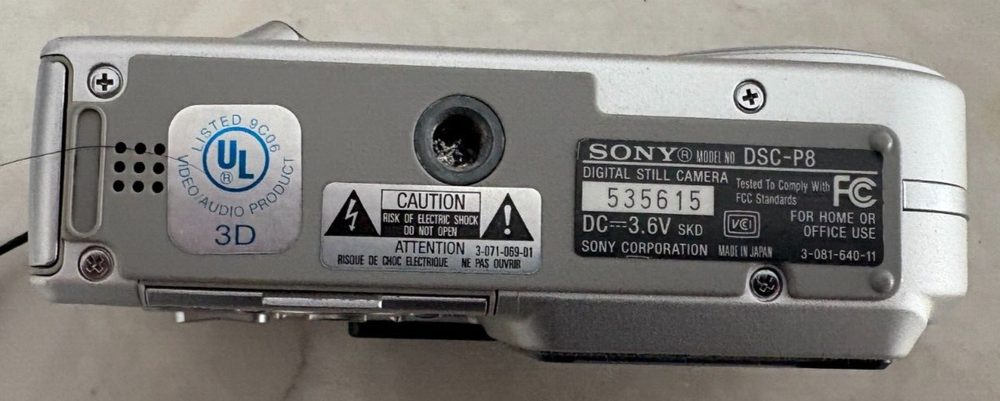 LISTED 9C06
UL®
VIDEO/AUDIO PRODUCT
3D
CAUTION
RISK OF ELECTRIC SHOCK
DO NOT OPEN
ATTENTION 3-071-069-01
RISQUE DE CHOC ELECTRIQUE NE PAS OUVRIR
SONY® MODEL NO DSC-P8
DIGITAL STILL CAMERA
535615
Tested To Comply With
FCC Standards
FC
DC⎓3.6V SKD
VCI
FOR HOME OR
OFFICE USE
SONY CORPORATION MADE IN JAPAN 3-081-640-11